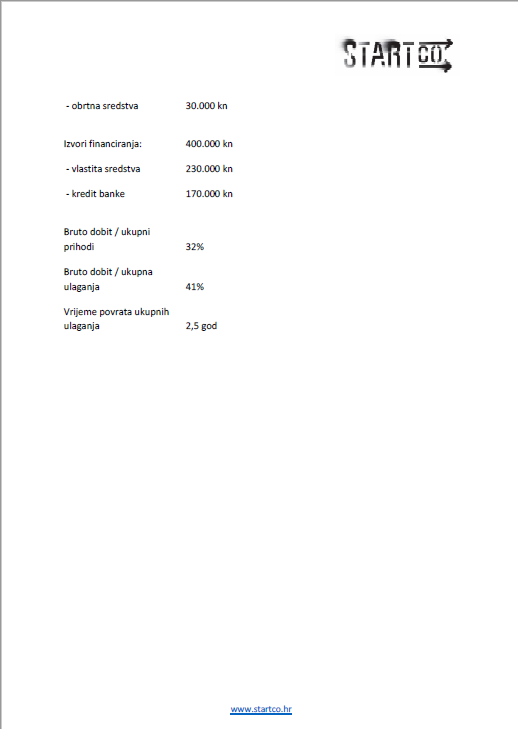 STARTCO
- obrtna sredstva 30.000 kn
Izvori financiranja: 400.000 kn
- vlastita sredstva 230.000 kn
- kredit banke 170.000 kn
Bruto dobit / ukupni
prihodi 32%
Bruto dobit / ukupna
ulaganja 41%
Vrijeme povrata ukupnih
ulaganja 2,5 god
www.startco.hr